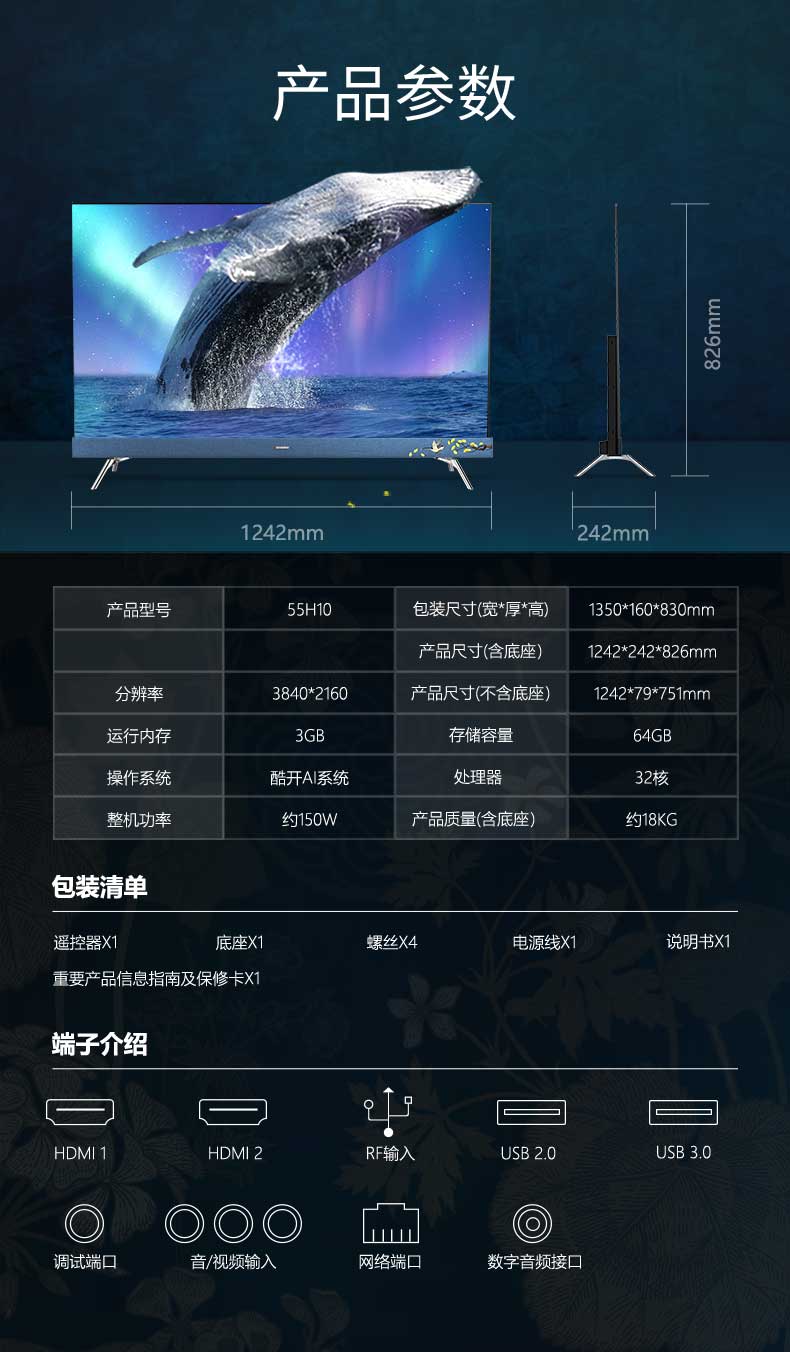 产品参数
826mm
1242mm
242mm
产品型号 55H10 包装尺寸(宽*厚*高) 1350*160*830mm
产品尺寸(含底座) 1242*242*826mm
分辨率 3840*2160 产品尺寸(不含底座) 1242*79*751mm
运行内存 3GB 存储容量 64GB
操作系统 酷开AI系统 处理器 32核
整机功率 约150W 产品质量(含底座) 约18KG
包装清单
遥控器X1 底座X1 螺丝X4 电源线X1 说明书X1
重要产品信息指南及保修卡X1
端子介绍
HDMI 1 HDMI 2 RF输入 USB 2.0 USB 3.0
调试端口 音/视频输入 网络端口 数字音频接口